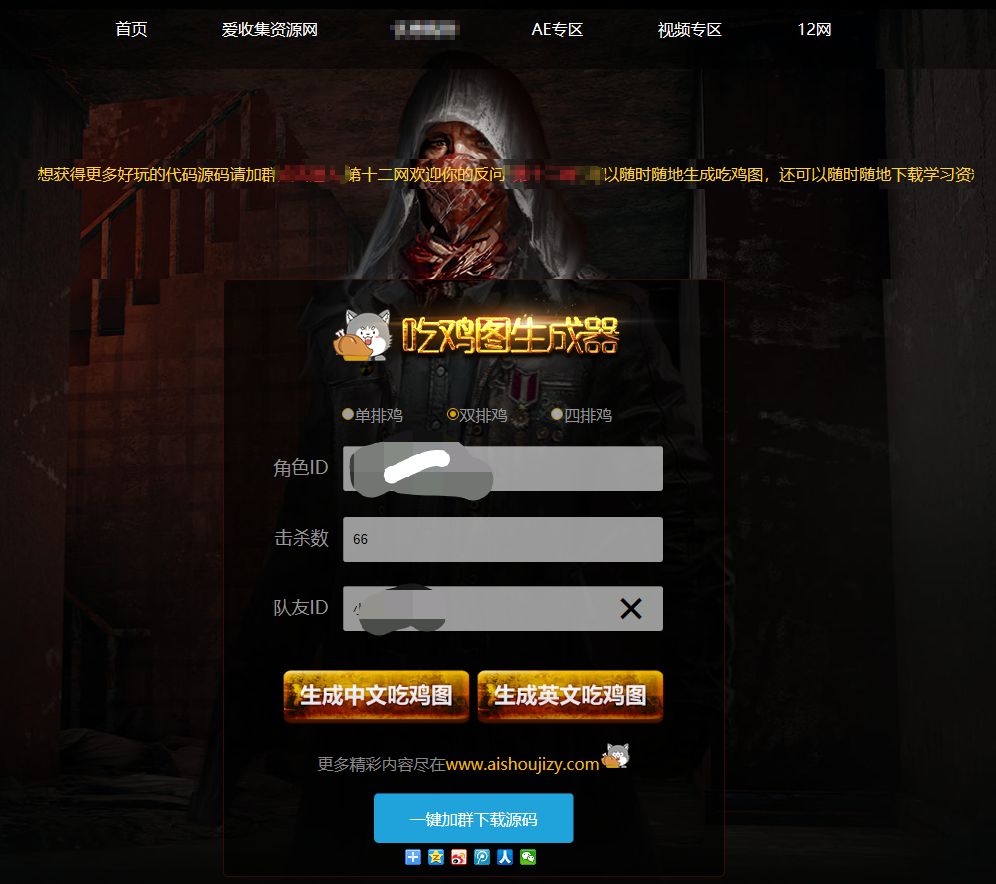 首页 爱收集资源网 AE专区 视频专区 12网
想获得更多好玩的代码源码请加群 第十二网欢迎你的反问 以随时随地生成吃鸡图，还可以随时随地下载学习资
吃鸡图生成器
单排鸡 双排鸡 四排鸡
角色ID
击杀数 66
队友ID 小
生成中文吃鸡图 生成英文吃鸡图
更多精彩内容尽在www.aishoujizy.com
一键加群下载源码